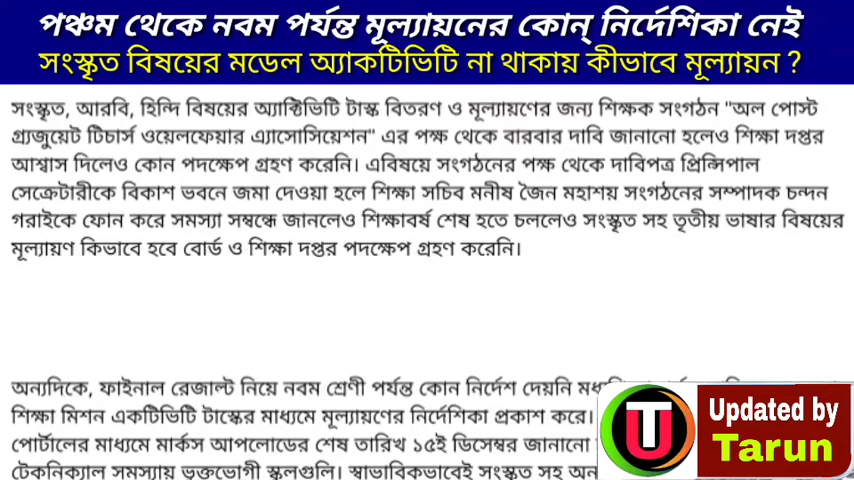 পঞ্চম থেকে নবম পর্যন্ত মূল্যায়নের কোন্ নির্দেশিকা নেই
সংস্কৃত বিষয়ের মডেল অ্যাকটিভিটি না থাকায় কীভাবে মূল্যায়ন ?
সংস্কৃত, আরবি, হিন্দি বিষয়ের অ্যাক্টিভিটি টাস্ক বিতরণ ও মূল্যায়ণের জন্য শিক্ষক সংগঠন "অল পোস্ট
গ্র্যজুয়েট টিচার্স ওয়েলফেয়ার এ্যাসোসিয়েশন" এর পক্ষ থেকে বারবার দাবি জানানো হলেও শিক্ষা দপ্তর
আশ্বাস দিলেও কোন পদক্ষেপ গ্রহণ করেনি। এবিষয়ে সংগঠনের পক্ষ থেকে দাবিপত্র প্রিন্সিপাল
সেক্রেটারীকে বিকাশ ভবনে জমা দেওয়া হলে শিক্ষা সচিব মনীষ জৈন মহাশয় সংগঠনের সম্পাদক চন্দন
গরাইকে ফোন করে সমস্যা সম্বন্ধে জানলেও শিক্ষাবর্ষ শেষ হতে চললেও সংস্কৃত সহ তৃতীয় ভাষার বিষয়ের
মূল্যায়ণ কিভাবে হবে বোর্ড ও শিক্ষা দপ্তর পদক্ষেপ গ্রহণ করেনি।
অন্যদিকে, ফাইনাল রেজাল্ট নিয়ে নবম শ্রেণী পর্যন্ত কোন নির্দেশ দেয়নি
শিক্ষা মিশন একটিভিটি টাস্কের মাধ্যমে মূল্যায়ণের নির্দেশিকা প্রকাশ করে।
পোর্টালের মাধ্যমে মার্কস আপলোডের শেষ তারিখ ১৫ই ডিসেম্বর জানানো
টেকনিক্যাল সমস্যায় ভুক্তভোগী স্কুলগুলি। স্বাভাবিকভাবেই সংস্কৃত সহ
Updated by
Tarun